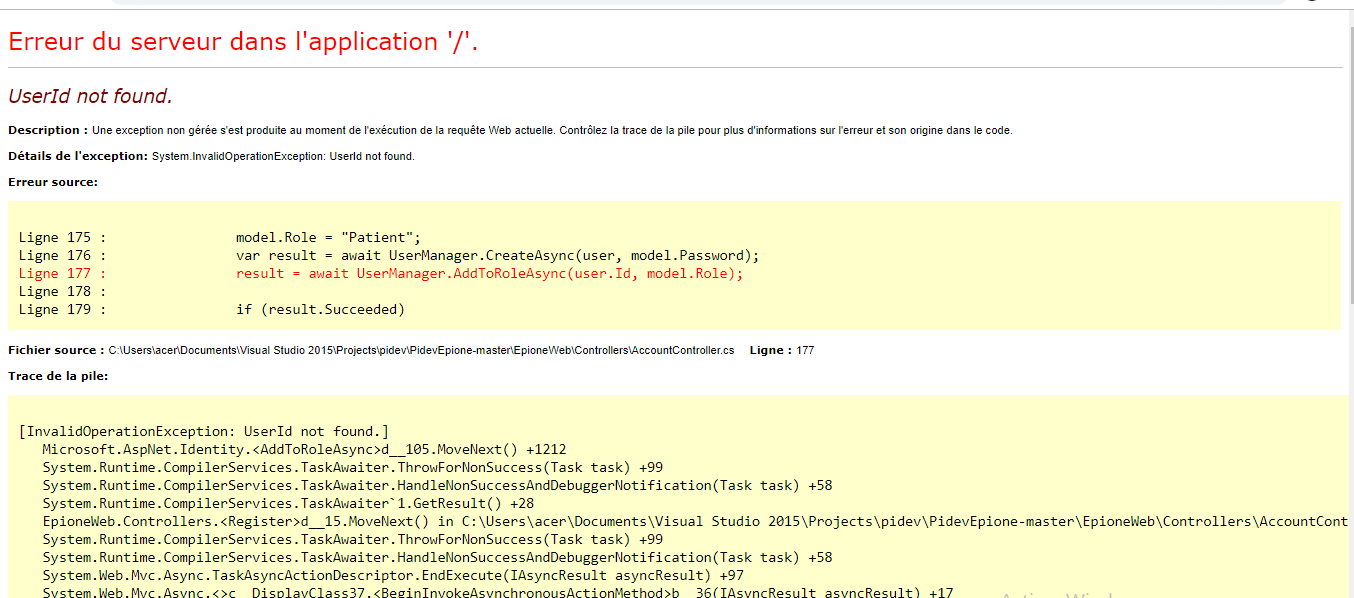 Erreur du serveur dans l'application '/'.
UserId not found.
Description : Une exception non gérée s'est produite au moment de l'exécution de la requête Web actuelle. Contrôlez la trace de la pile pour plus d'informations sur l'erreur et son origine dans le code.
Détails de l'exception: System.InvalidOperationException: UserId not found.
Erreur source:
Ligne 175 :                model.Role = "Patient";
Ligne 176 :                var result = await UserManager.CreateAsync(user, model.Password);
Ligne 177 :                result = await UserManager.AddToRoleAsync(user.Id, model.Role);
Ligne 178 :
Ligne 179 :                if (result.Succeeded)
Fichier source : C:\Users\acer\Documents\Visual Studio 2015\Projects\pidev\PidevEpione-master\EpioneWeb\Controllers\AccountController.cs    Ligne : 177
Trace de la pile:
[InvalidOperationException: UserId not found.]
   Microsoft.AspNet.Identity.<AddToRoleAsync>d__105.MoveNext() +1212
   System.Runtime.CompilerServices.TaskAwaiter.ThrowForNonSuccess(Task task) +99
   System.Runtime.CompilerServices.TaskAwaiter.HandleNonSuccessAndDebuggerNotification(Task task) +58
   System.Runtime.CompilerServices.TaskAwaiter`1.GetResult() +28
   EpioneWeb.Controllers.<Register>d__15.MoveNext() in C:\Users\acer\Documents\Visual Studio 2015\Projects\pidev\PidevEpione-master\EpioneWeb\Controllers\AccountCont
   System.Runtime.CompilerServices.TaskAwaiter.ThrowForNonSuccess(Task task) +99
   System.Runtime.CompilerServices.TaskAwaiter.HandleNonSuccessAndDebuggerNotification(Task task) +58
   System.Web.Mvc.Async.TaskAsyncActionDescriptor.EndExecute(IAsyncResult asyncResult) +97
   System.Web.Mvc.Async.<>c__DisplayClass37.<BeginInvokeAsynchronousActionMethod>b__36(IAsyncResult asyncResult) +17